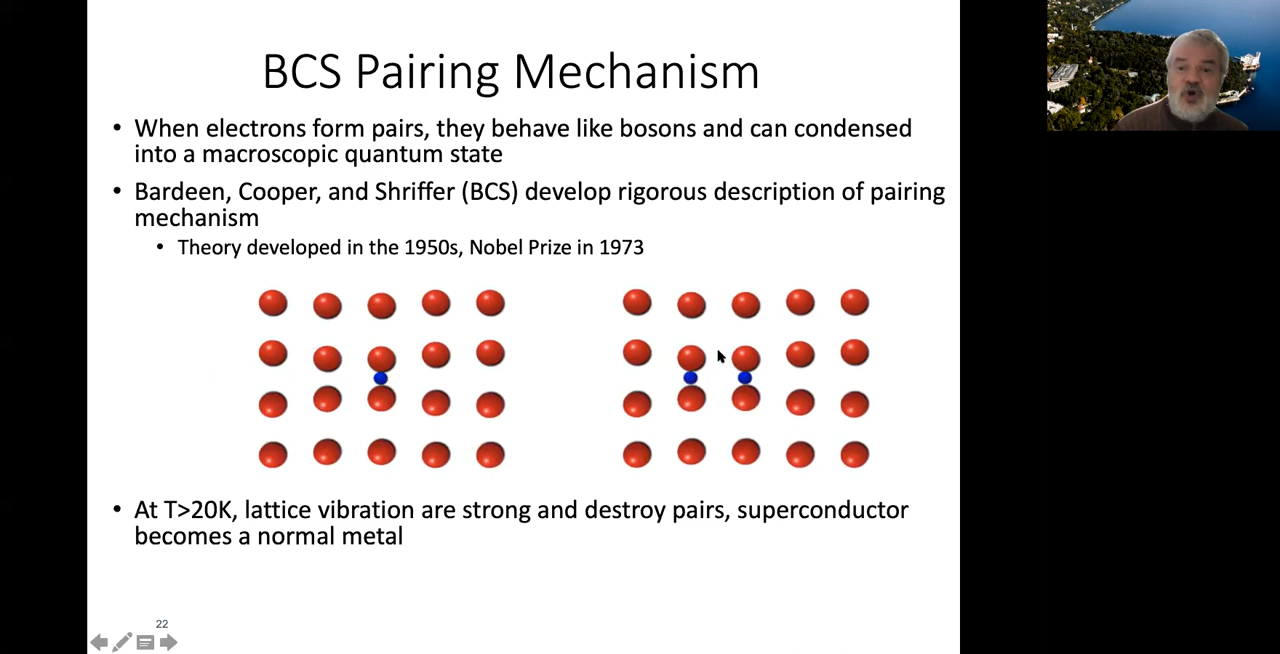 BCS Pairing Mechanism
• When electrons form pairs, they behave like bosons and can condensed
into a macroscopic quantum state
• Bardeen, Cooper, and Shriffer (BCS) develop rigorous description of pairing
mechanism
• Theory developed in the 1950s, Nobel Prize in 1973
• At T>20K, lattice vibration are strong and destroy pairs, superconductor
becomes a normal metal
22